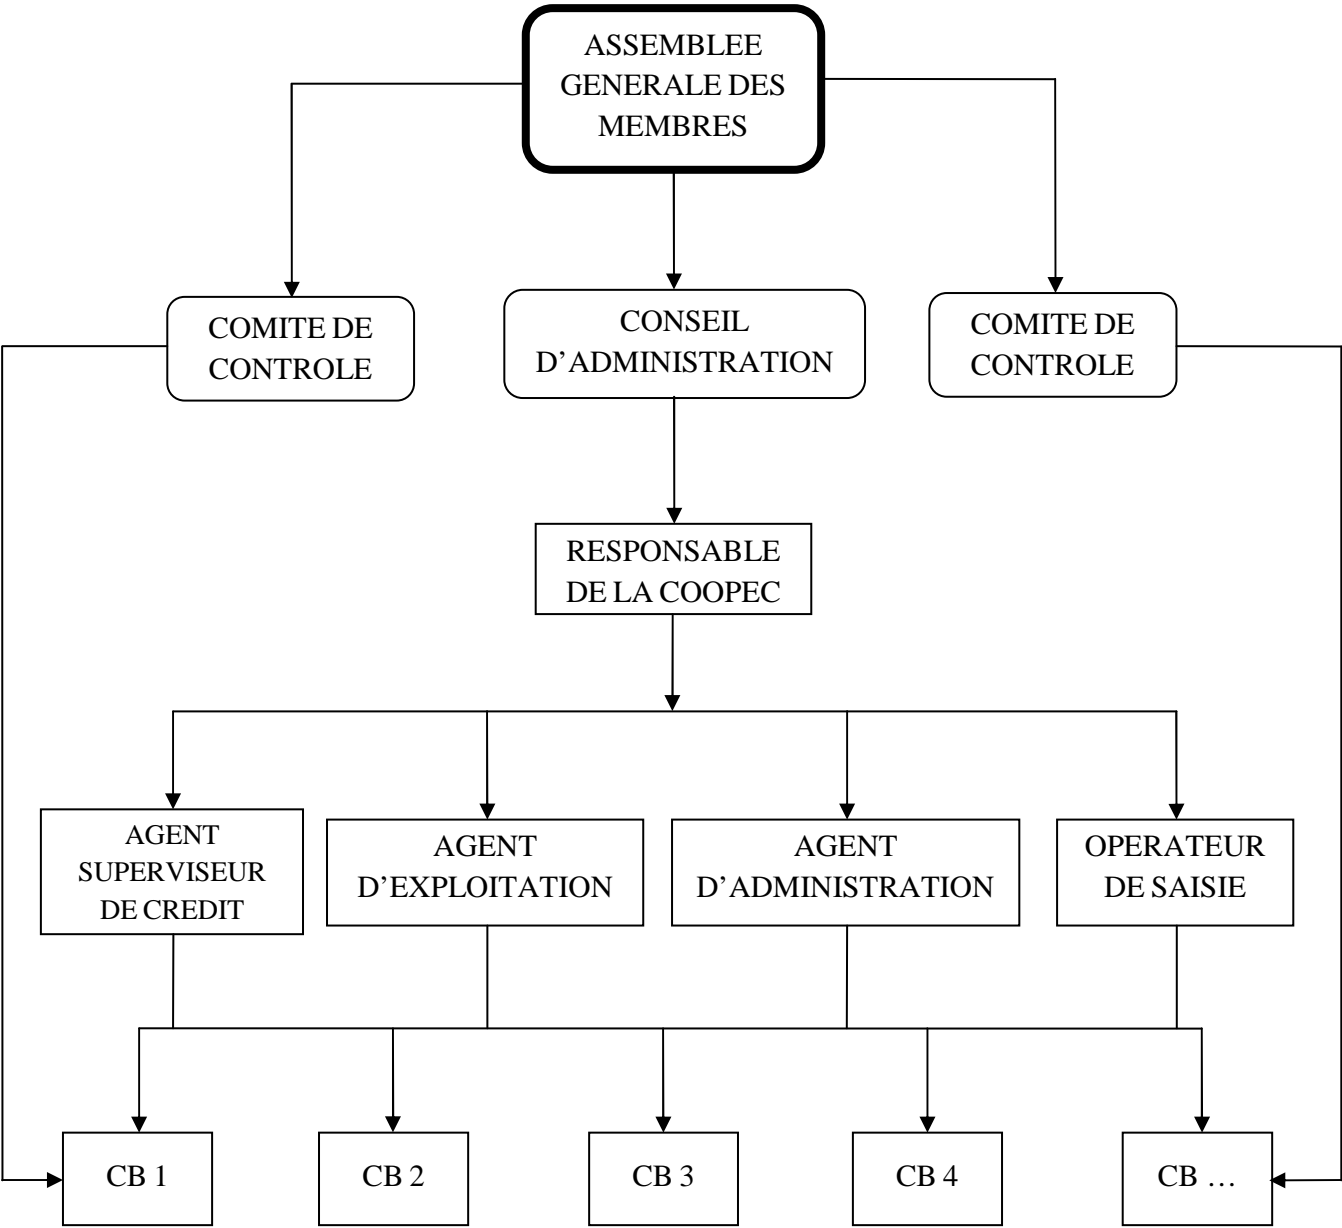 ASSEMBLEE
GENERALE DES
MEMBRES
COMITE DE
CONTROLE
CONSEIL
D’ADMINISTRATION
COMITE DE
CONTROLE
RESPONSABLE
DE LA COOPEC
AGENT
SUPERVISEUR
DE CREDIT
AGENT
D’EXPLOITATION
AGENT
D’ADMINISTRATION
OPERATEUR
DE SAISIE
CB 1
CB 2
CB 3
CB 4
CB …